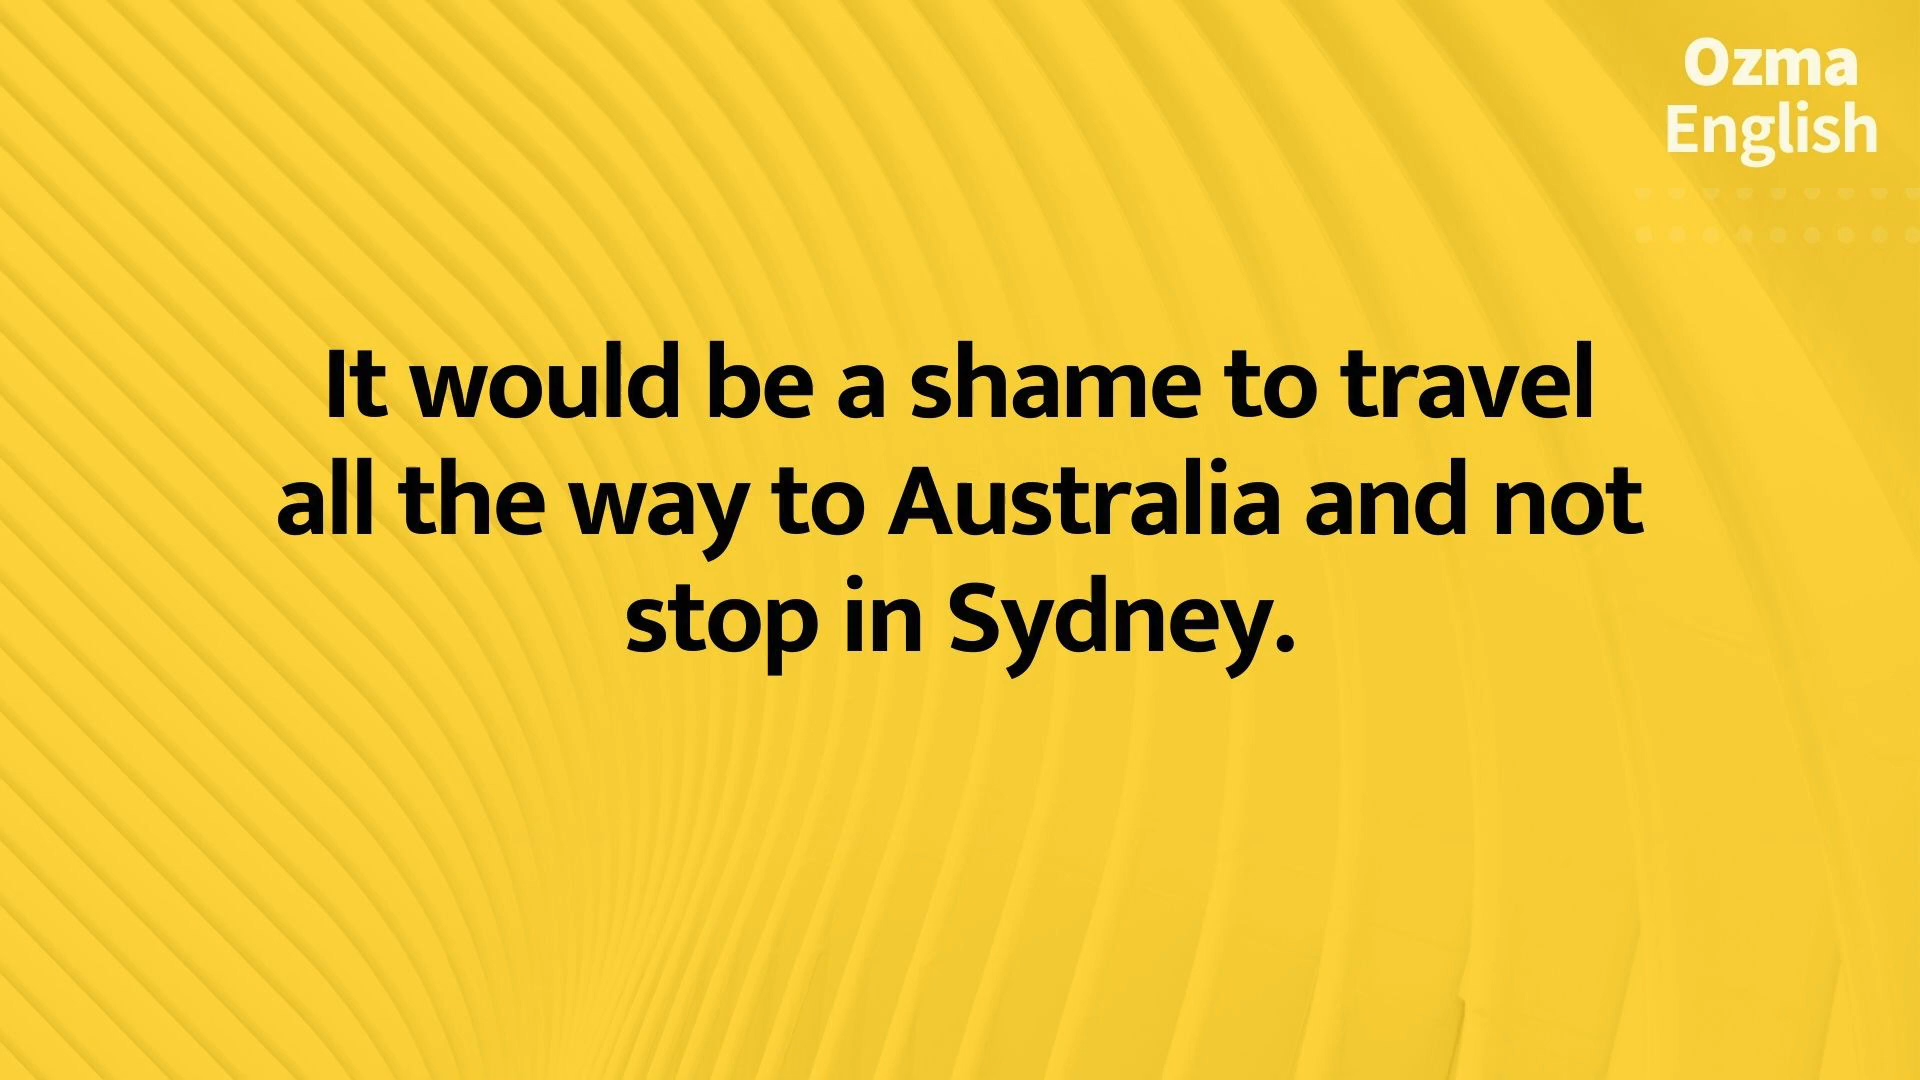 Ozma
English
It would be a shame to travel
all the way to Australia and not
stop in Sydney.